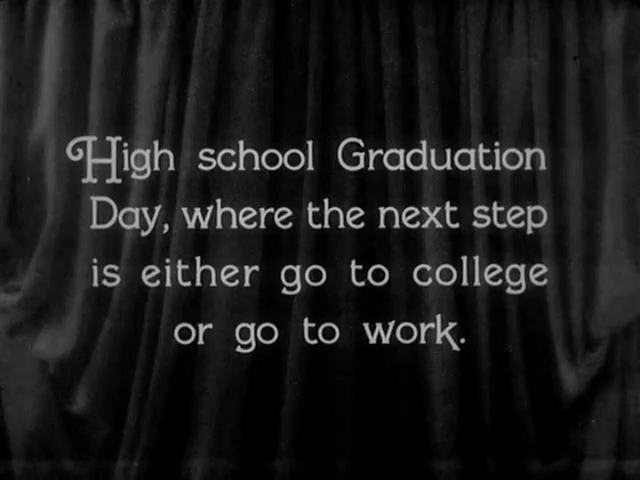 High school Graduation
Day, where the next step
is either go to college
or go to work.